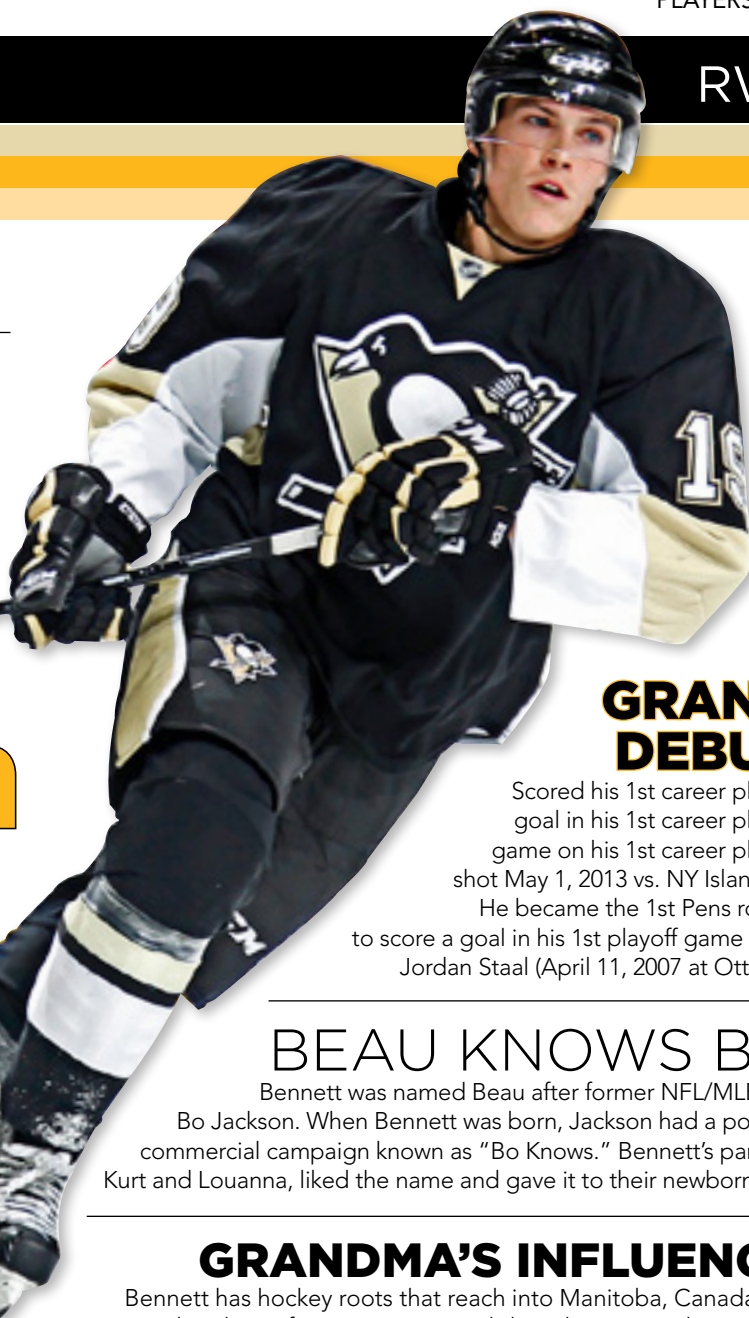 PLAYERS
RW
19
CCM
GRAN
DEBU
Scored his 1st career pl
goal in his 1st career pl
game on his 1st career pl
shot May 1, 2013 vs. NY Islan
He became the 1st Pens ro
to score a goal in his 1st playoff game
Jordan Staal (April 11, 2007 at Ott
BEAU KNOWS B
Bennett was named Beau after former NFL/ML
Bo Jackson. When Bennett was born, Jackson had a po
commercial campaign known as “Bo Knows.” Bennett’s par
Kurt and Louanna, liked the name and gave it to their newborn
GRANDMA’S INFLUENC
Bennett has hockey roots that reach into Manitoba, Canada